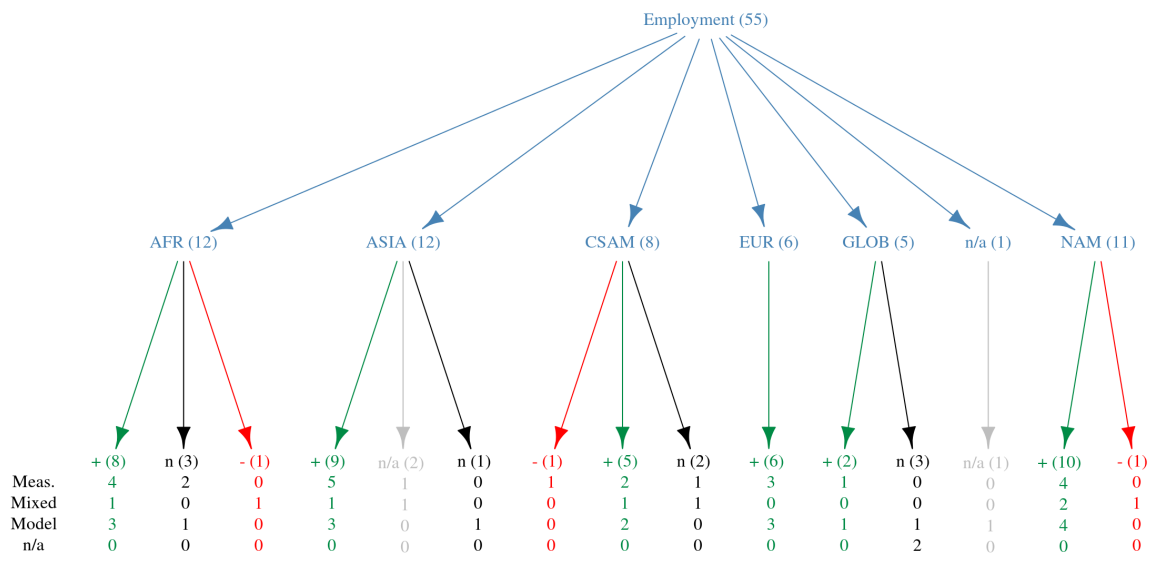 Employment (55)
AFR (12) ASIA (12) CSAM (8) EUR (6) GLOB (5) n/a (1) NAM (11)
+ (8) n (3) - (1) + (9) n/a (2) n (1) - (1) + (5) n (2) + (6) + (2) n (3) n/a (1) + (10) - (1)
Meas. 4 2 0 5 1 0 1 2 1 3 1 0 0 4 0
Mixed 1 0 1 1 1 0 0 1 1 0 0 0 0 2 1
Model 3 1 0 3 0 1 0 2 0 3 1 1 1 4 0
n/a 0 0 0 0 0 0 0 0 0 0 0 2 0 0 0